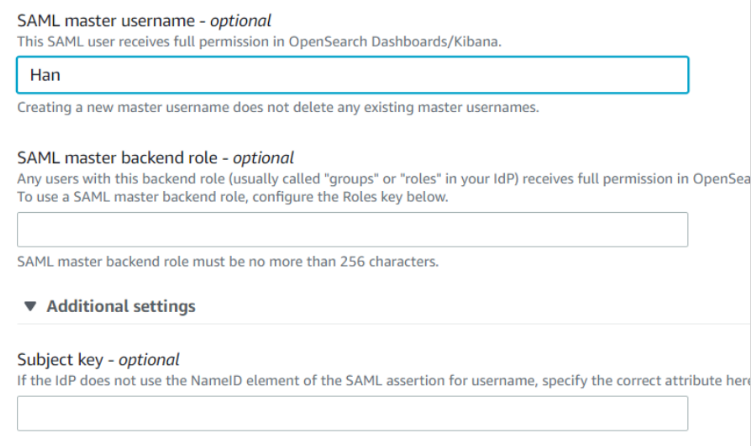 SAML master username - optional
This SAML user receives full permission in OpenSearch Dashboards/Kibana.
Han
Creating a new master username does not delete any existing master usernames.
SAML master backend role - optional
Any users with this backend role (usually called "groups" or "roles" in your IdP) receives full permission in OpenSea
To use a SAML master backend role, configure the Roles key below.
SAML master backend role must be no more than 256 characters.
Additional settings
Subject key - optional
If the IdP does not use the NameID element of the SAML assertion for username, specify the correct attribute here